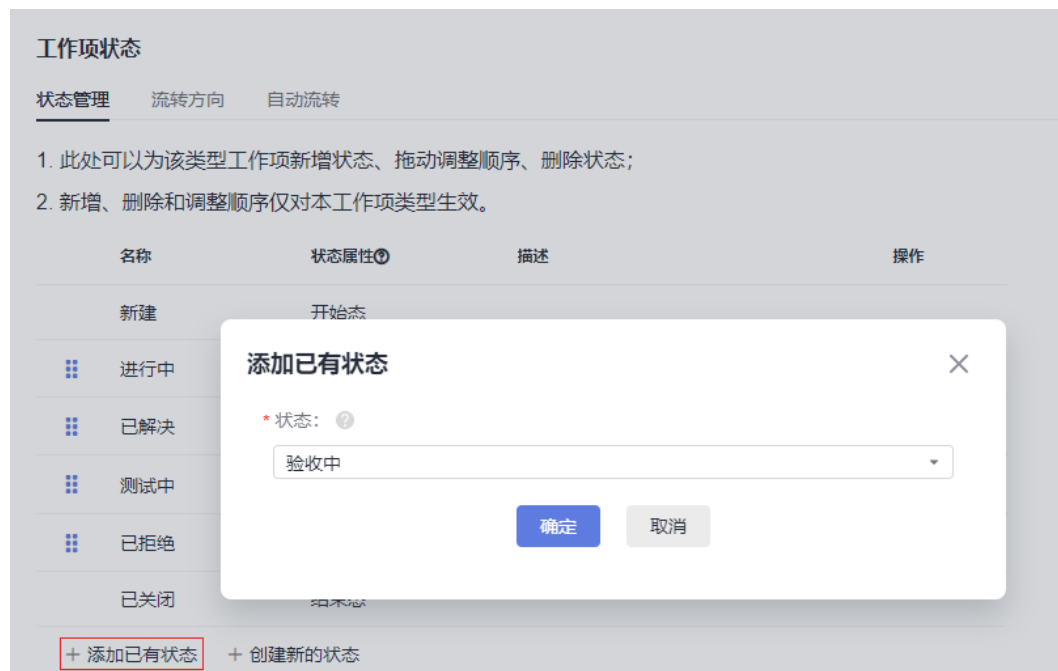 工作项状态
状态管理 流转方向 自动流转
1. 此处可以为该类型工作项新增状态、拖动调整顺序、删除状态；
2. 新增、删除和调整顺序仅对本工作项类型生效。
名称 状态属性 描述 操作
新建 开始态
进行中
已解决
测试中
已拒绝
已关闭 结束态
添加已有状态
* 状态：
验收中
确定 取消
+ 添加已有状态 + 创建新的状态